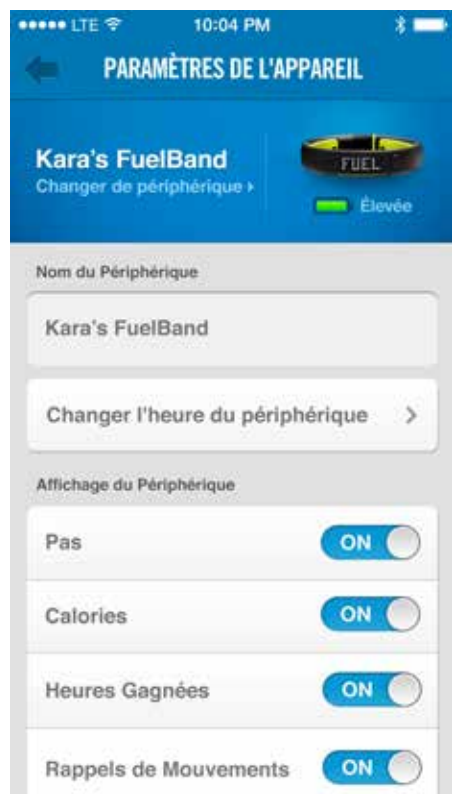 LTE 10:04 PM
PARAMÈTRES DE L'APPAREIL
Kara's FuelBand
Changer de périphérique ›
FUEL
Élevée
Nom du Périphérique
Kara's FuelBand
Changer l'heure du périphérique >
Affichage du Périphérique
Pas ON
Calories ON
Heures Gagnées ON
Rappels de Mouvements ON